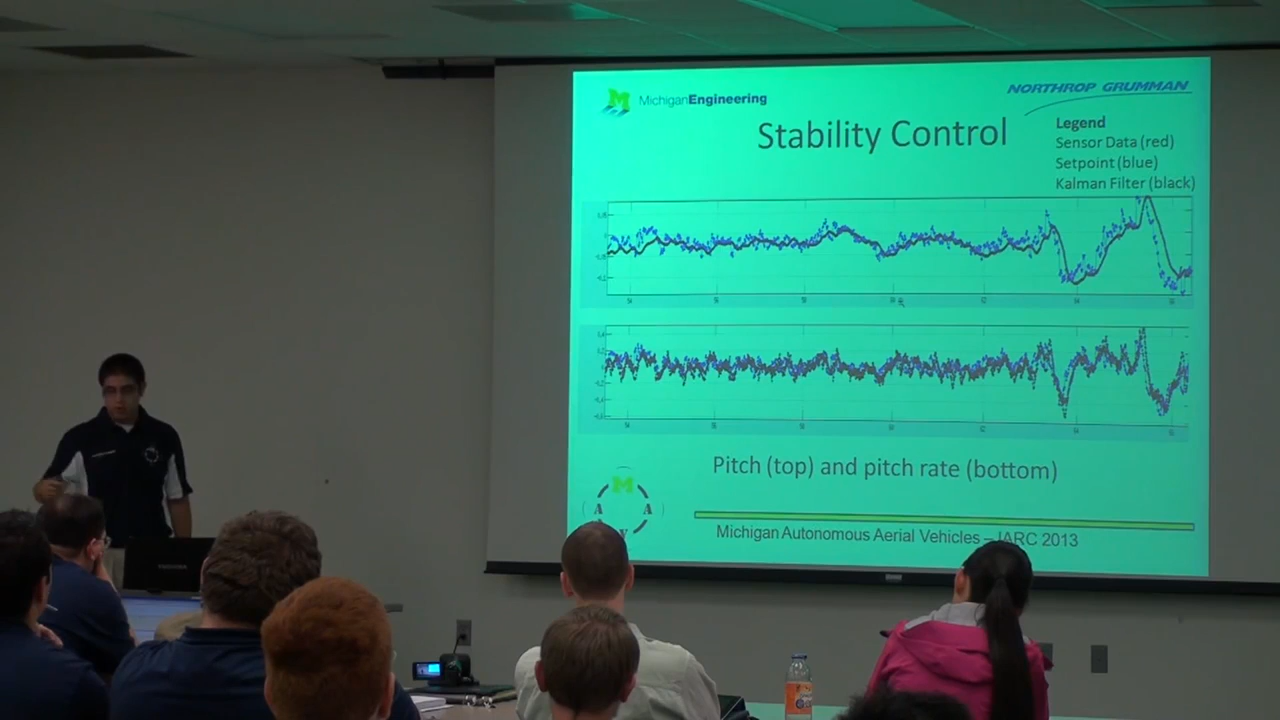 MichiganEngineering
NORTHROP GRUMMAN
Stability Control
Legend
Sensor Data (red)
Setpoint (blue)
Kalman Filter (black)
Pitch (top) and pitch rate (bottom)
M
A A
V
Michigan Autonomous Aerial Vehicles – IARC 2013
TOSHIBA